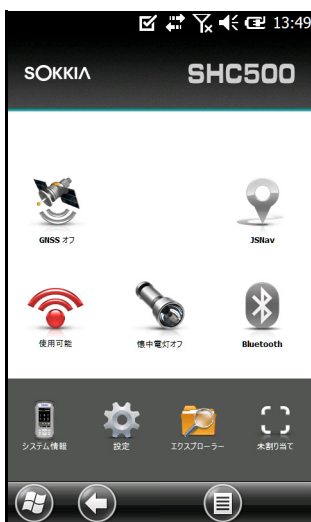 13:49
SOKKIA
SHC500
GNSS オフ
JSNav
使用可能
懐中電灯オフ
Bluetooth
システム情報
設定
エクスプローラー
未割り当て